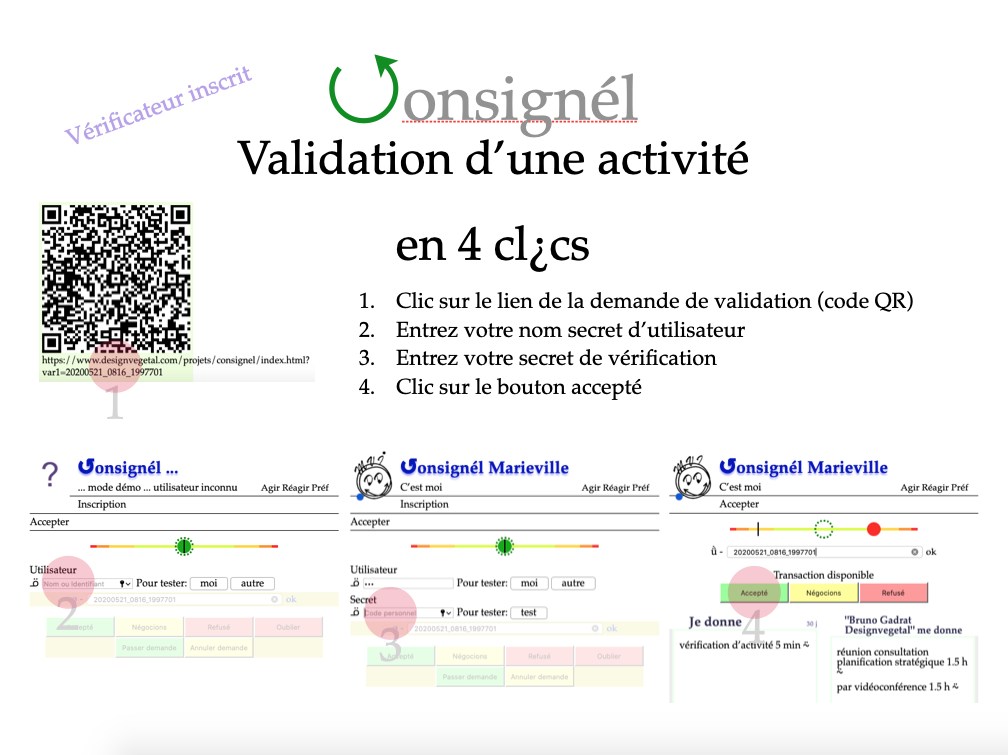 Vérificateur inscrit
onsignél
Validation d’une activité
en 4 cl¿cs
1. Clic sur le lien de la demande de validation (code QR)
2. Entrez votre nom secret d’utilisateur
3. Entrez votre secret de vérification
4. Clic sur le bouton accepté
https://www.designvegetal.com/projets/consignel/index.html?
var1=20200521_0816_1997701
1
? onsignél ...
... mode démo ... utilisateur inconnu Agir Réagir Préf
Inscription
Accepter
Utilisateur
Nom ou identifiant Pour tester: moi autre
20200521_0816_1997701 ok
2
Accepté Négocions Refusé Oublier
Passer demande Annuler demande
onsignél Marieville
C’est moi Agir Réagir Préf
Inscription
Accepter
Utilisateur
... Pour tester: moi autre
Secret
Code personnel Pour tester: test
20200521_0816_1997701 ok
3
Accepté Négocions Refusé Oublier
Passer demande Annuler demande
onsignél Marieville
C’est moi Agir Réagir Préf
Accepter
ǜ - 20200521_0816_1997701 ok
Transaction disponible
Accepté Négocions Refusé
4
Je donne 30 j
vérification d’activité 5 min
"Bruno Gadrat
Designvegetal" me donne
réunion consultation
planification stratégique 1.5 h
par vidéoconférence 1.5 h